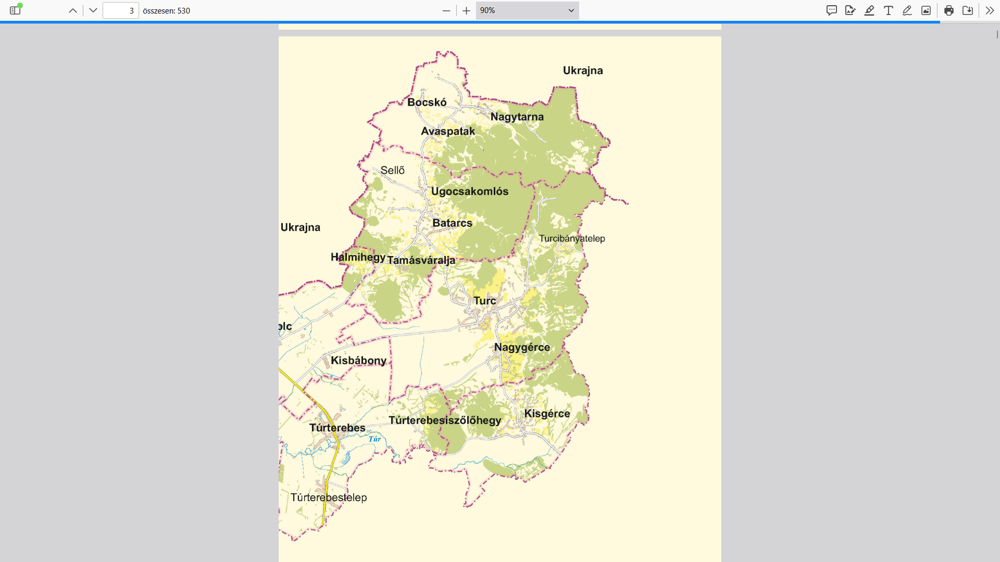 3 összesen: 530
90%
Ukrajna
Bocskó
Nagytarna
Avaspatak
Sellő
Ugocsakomlós
Batarcs
Ukrajna
Turcibányatelep
Halmihegy
Tamásváralja
Turc
olc
Nagygérce
Kisbábony
Kisgérce
Túrterebesiszőlőhegy
Túrterebes
Túr
Túrterebestelep